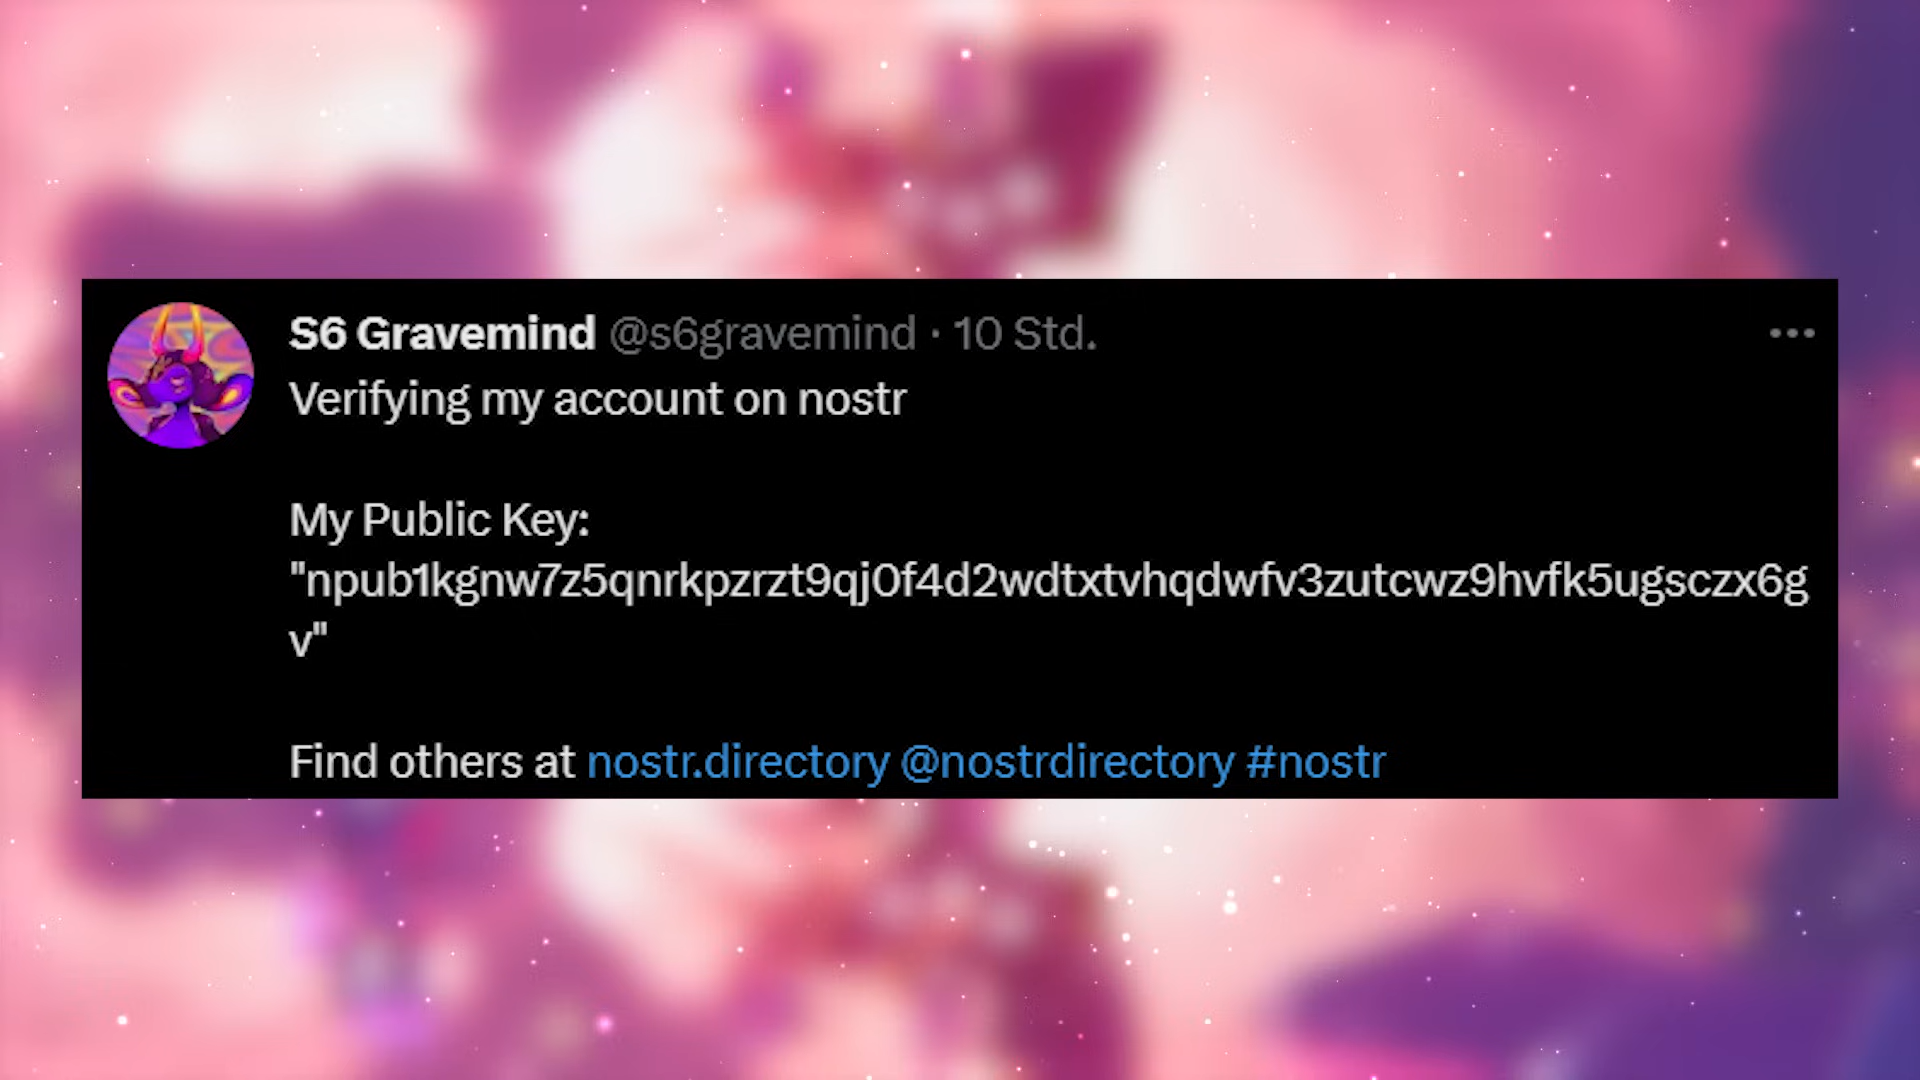 S6 Gravemind @s6gravemind · 10 Std.
Verifying my account on nostr
My Public Key:
"npub1kgnw7z5qnrkpzrzt9qj0f4d2wdtxtvhqdwfv3zutcwz9hvfk5ugsczx6g
v"
Find others at nostr.directory @nostrdirectory #nostr